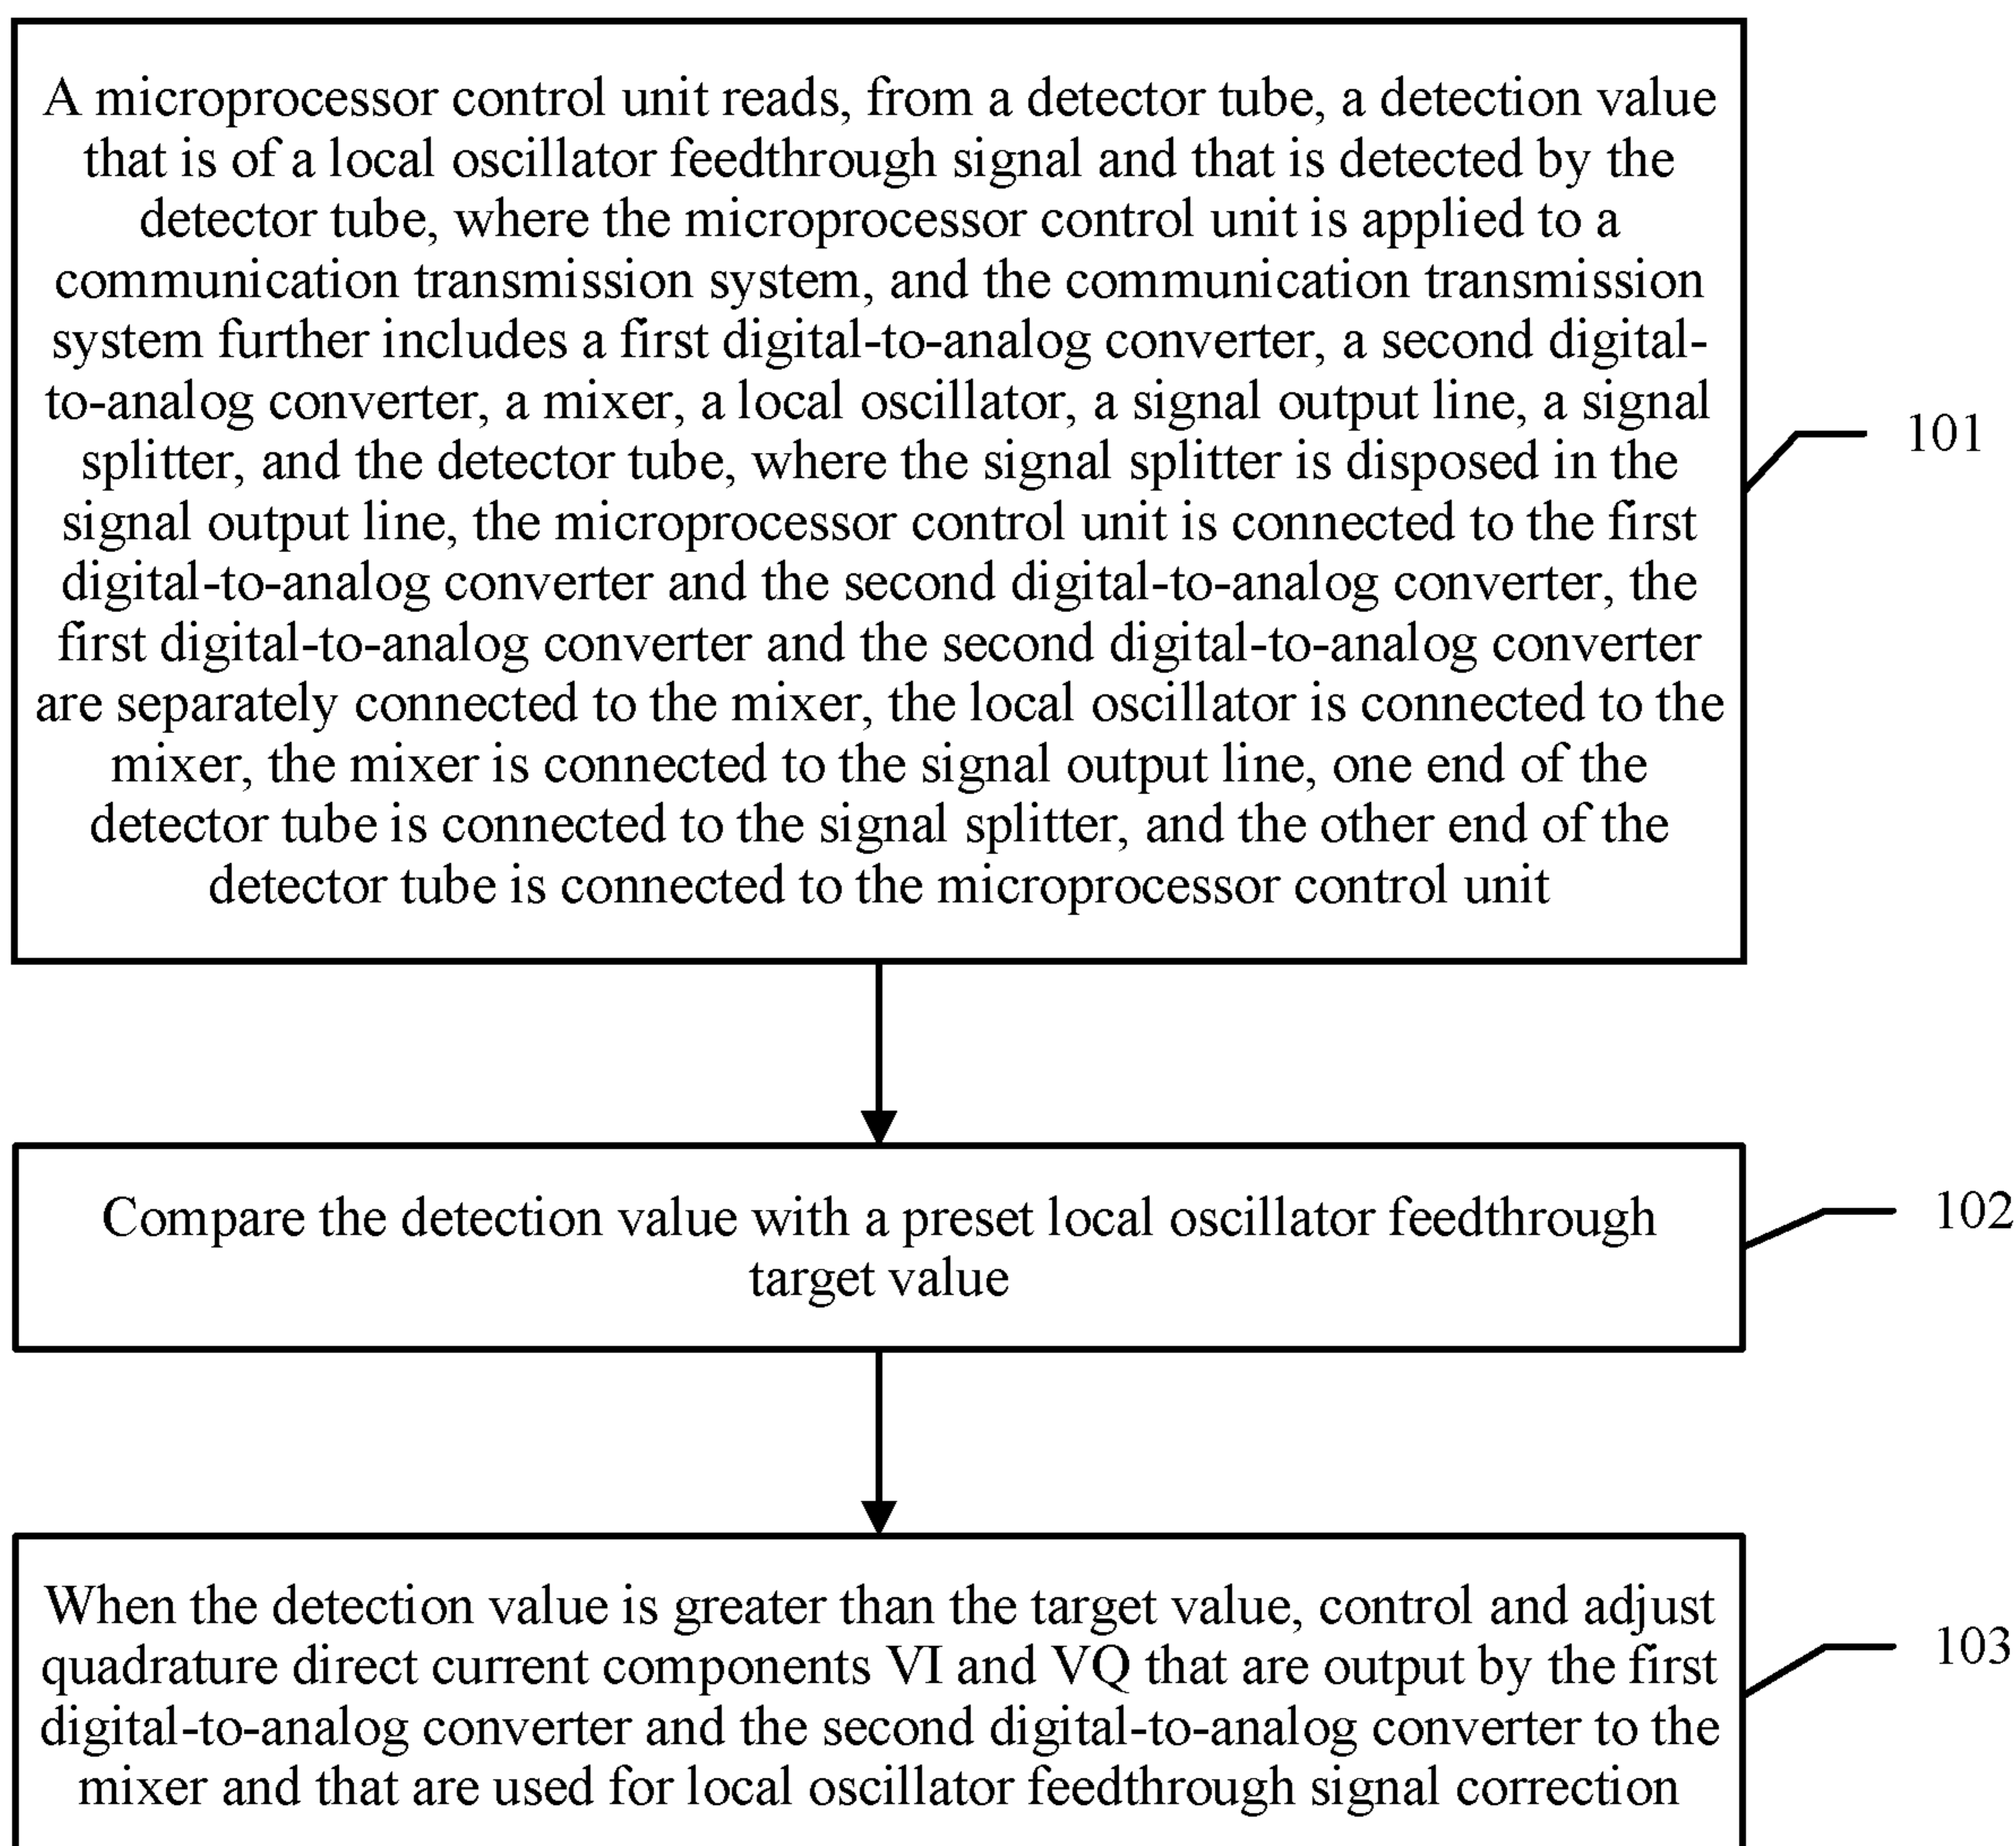 A microprocessor control unit reads, from a detector tube, a detection value
that is of a local oscillator feedthrough signal and that is detected by the
detector tube, where the microprocessor control unit is applied to a
communication transmission system, and the communication transmission
system further includes a first digital-to-analog converter, a second digital-
to-analog converter, a mixer, a local oscillator, a signal output line, a signal
splitter, and the detector tube, where the signal splitter is disposed in the
signal output line, the microprocessor control unit is connected to the first
digital-to-analog converter and the second digital-to-analog converter, the
first digital-to-analog converter and the second digital-to-analog converter
are separately connected to the mixer, the local oscillator is connected to the
mixer, the mixer is connected to the signal output line, one end of the
detector tube is connected to the signal splitter, and the other end of the
detector tube is connected to the microprocessor control unit
101
Compare the detection value with a preset local oscillator feedthrough
target value
102
When the detection value is greater than the target value, control and adjust
quadrature direct current components VI and VQ that are output by the first
digital-to-analog converter and the second digital-to-analog converter to the
mixer and that are used for local oscillator feedthrough signal correction
103